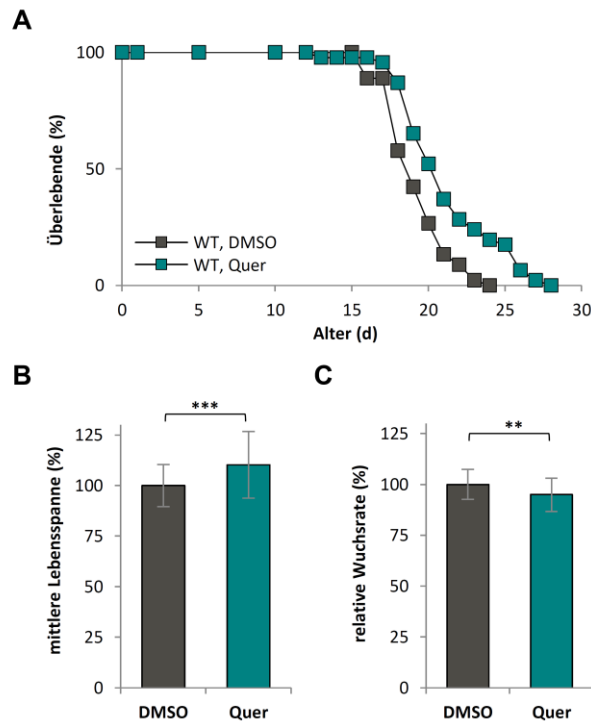 A
Überlebende (%)
100
50
0
WT, DMSO
WT, Quer
0 5 10 15 20 25 30
Alter (d)
B
mittlere Lebensspanne (%)
125
100
75
50
25
0
***
DMSO Quer
C
relative Wuchsrate (%)
125
100
75
50
25
0
**
DMSO Quer